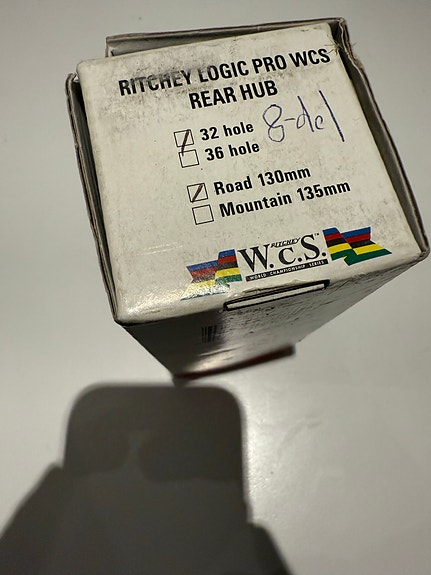 RITCHEY LOGIC PRO WCS
REAR HUB
32 hole 8-del
36 hole
Road 130mm
Mountain 135mm
RITCHEY
W.C.S.™
WORLD CHAMPIONSHIP SERIES